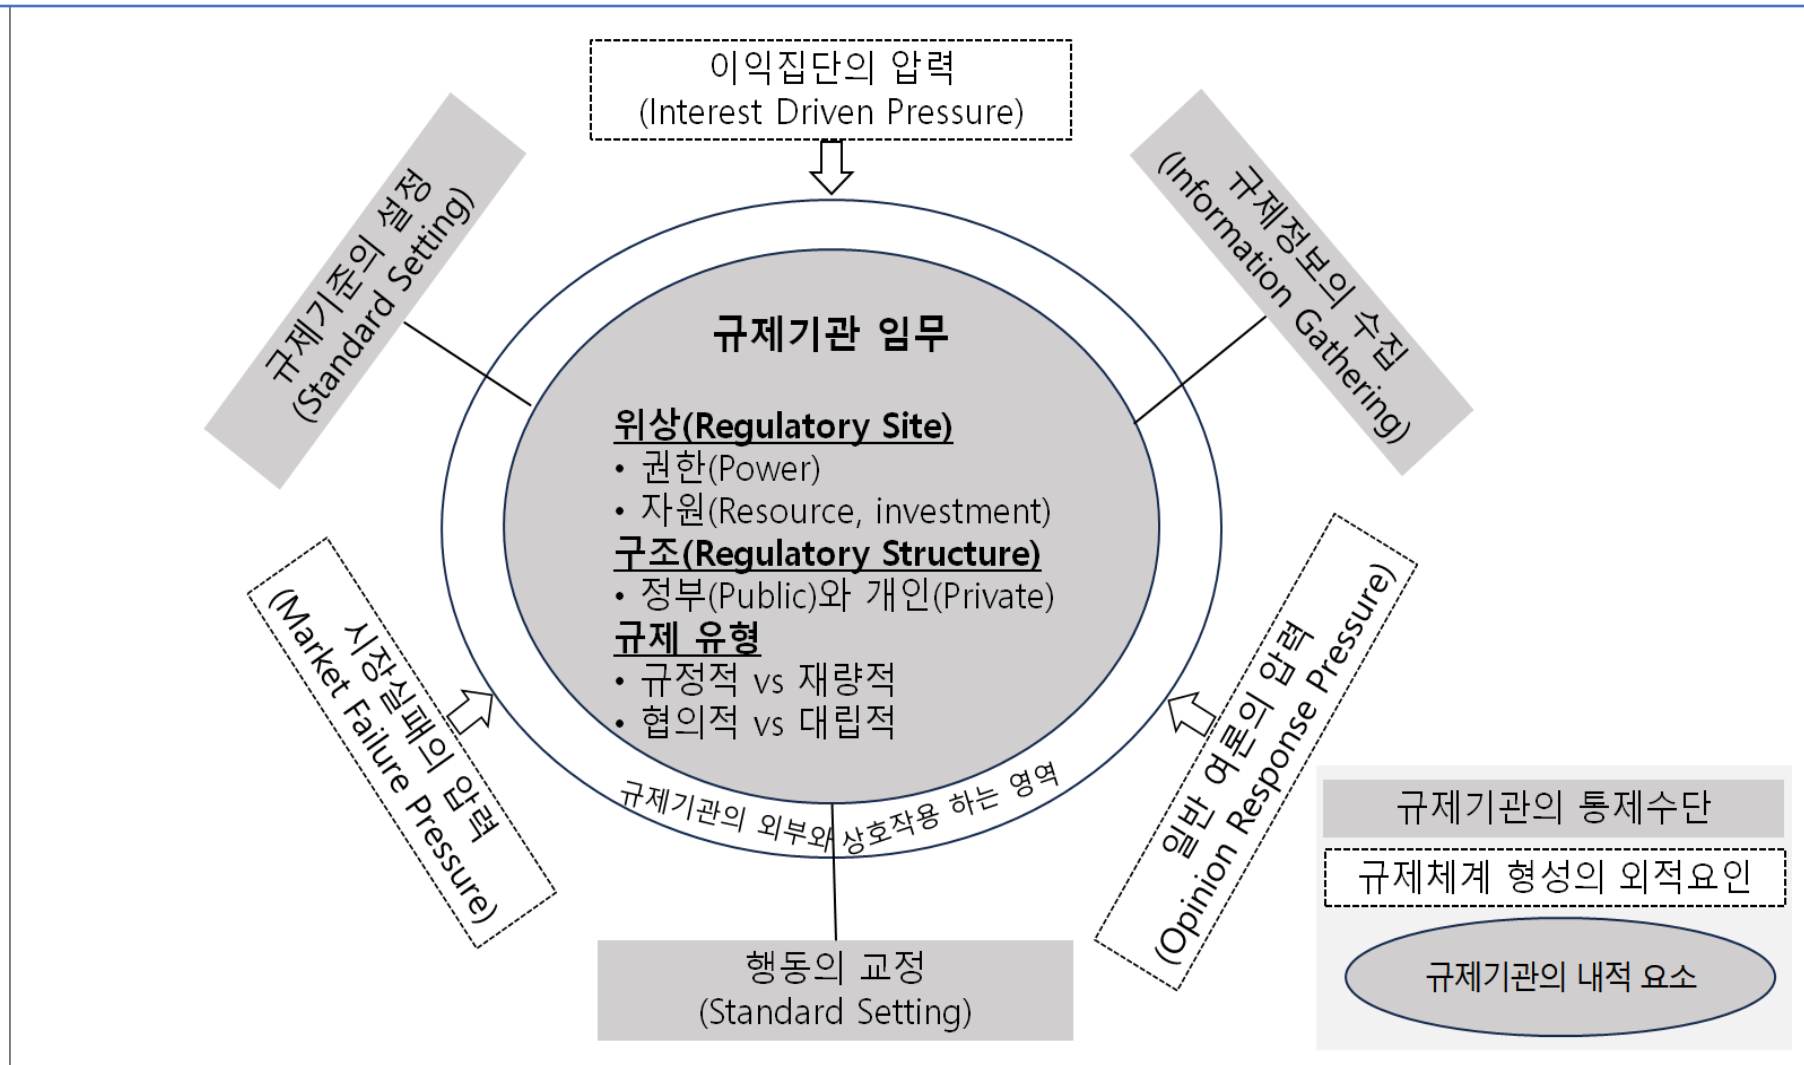 이익집단의 압력
(Interest Driven Pressure)
규제기준의 설정
(Standard Setting)
규제정보의 수집
(Information Gathering)
규제기관 임무
위상(Regulatory Site)
• 권한(Power)
• 자원(Resource, investment)
구조(Regulatory Structure)
• 정부(Public)와 개인(Private)
규제 유형
• 규정적 vs 재량적
• 협의적 vs 대립적
규제기관의 외부와 상호작용 하는 영역
시장실패의 압력
(Market Failure Pressure)
일반 여론의 압력
(Opinion Response Pressure)
행동의 교정
(Standard Setting)
규제기관의 통제수단
규제체계 형성의 외적요인
규제기관의 내적 요소